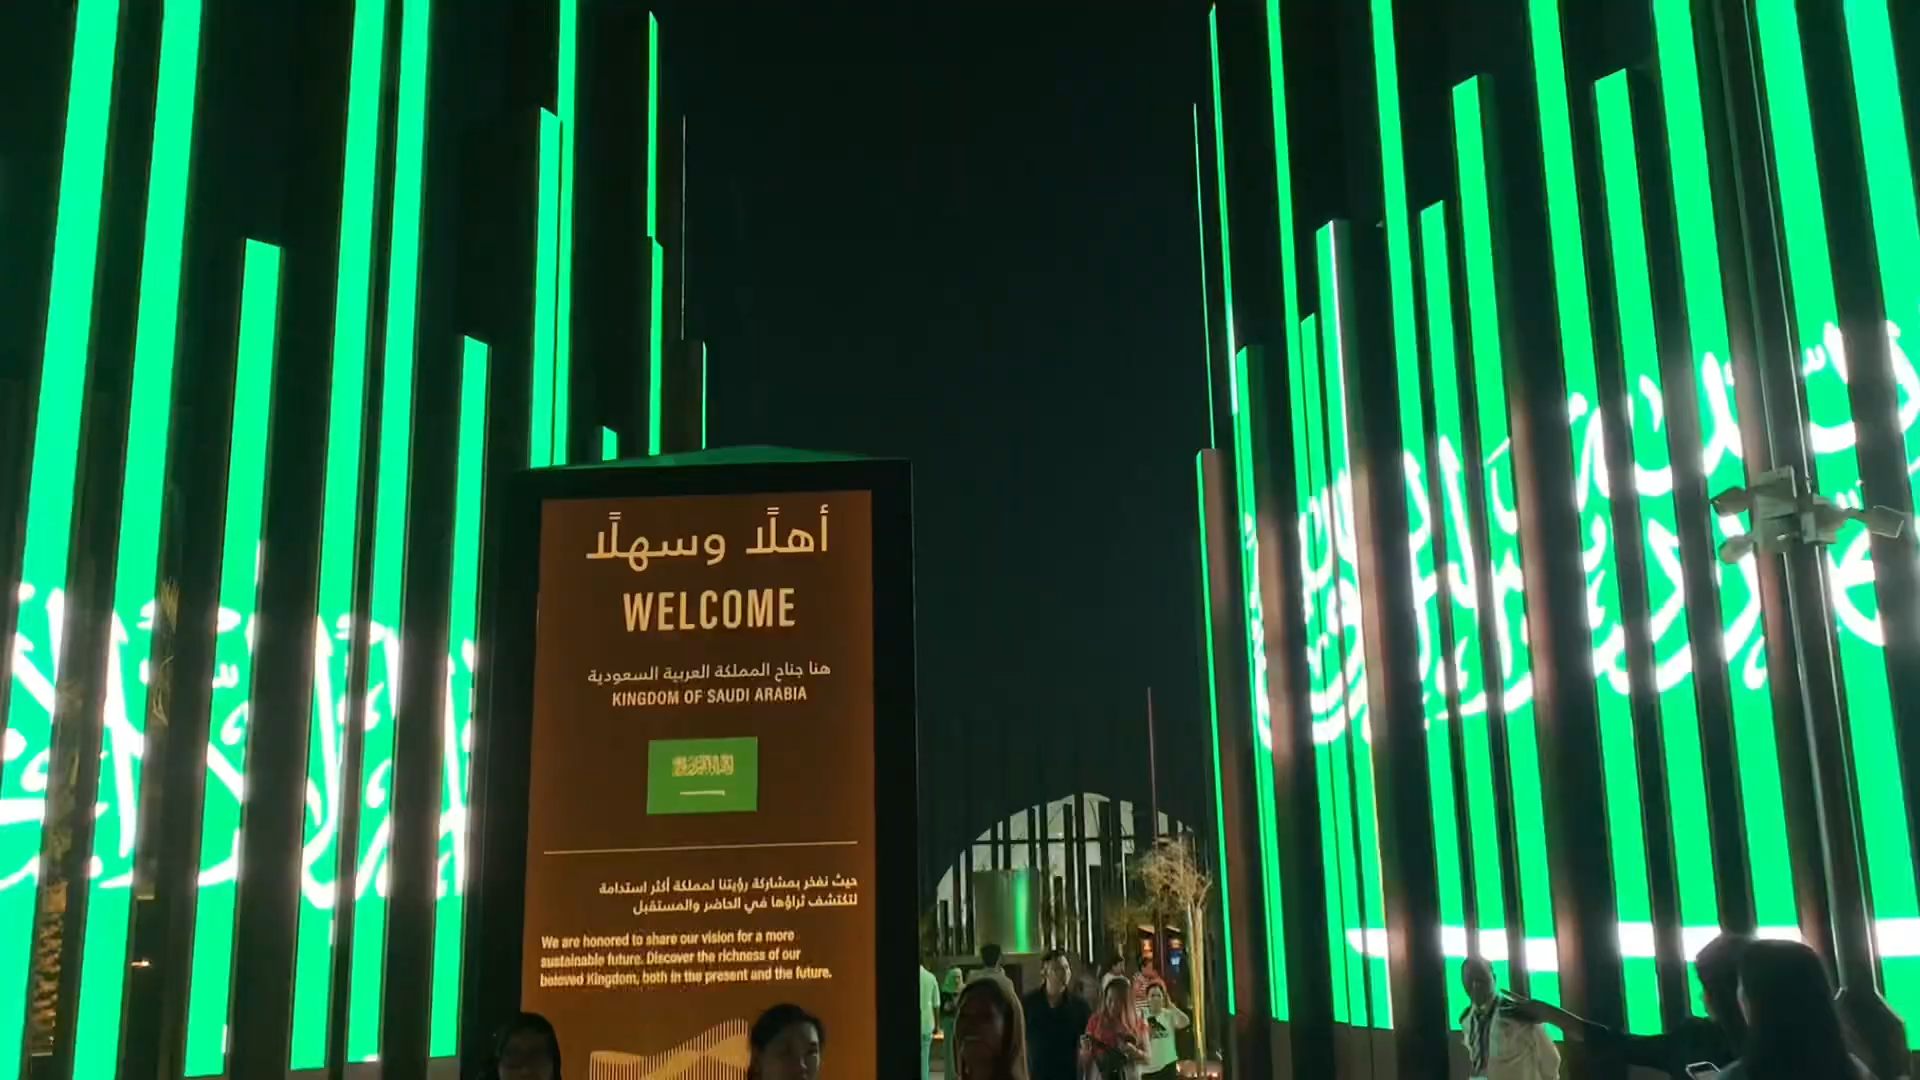 أهلًا وسهلًا
WELCOME
هنا جناح المملكة العربية السعودية
KINGDOM OF SAUDI ARABIA
حيث نفخر بمشاركة رؤيتنا لمملكة أكثر استدامة
لتكتشف ثراؤها في الحاضر والمستقبل
We are honored to share our vision for a more
sustainable future. Discover the richness of our
beloved Kingdom, both in the present and the future.